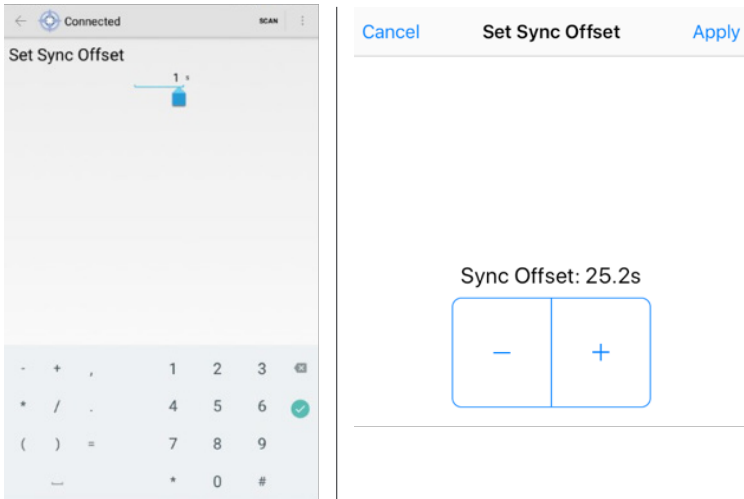 Connected SCAN
Set Sync Offset
1 s
- + , 1 2 3
* / . 4 5 6
( ) = 7 8 9
* 0 #
Cancel Set Sync Offset Apply
Sync Offset: 25.2s
− +